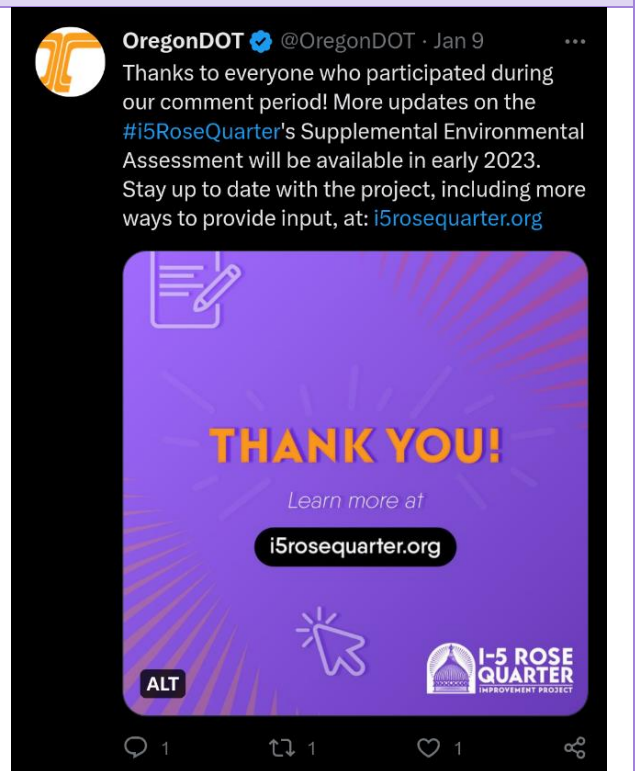 OregonDOT @OregonDOT · Jan 9
Thanks to everyone who participated during
our comment period! More updates on the
#i5RoseQuarter's Supplemental Environmental
Assessment will be available in early 2023.
Stay up to date with the project, including more
ways to provide input, at: i5rosequarter.org
THANK YOU!
Learn more at
i5rosequarter.org
I-5 ROSE
QUARTER
IMPROVEMENT PROJECT
ALT
1 1 1